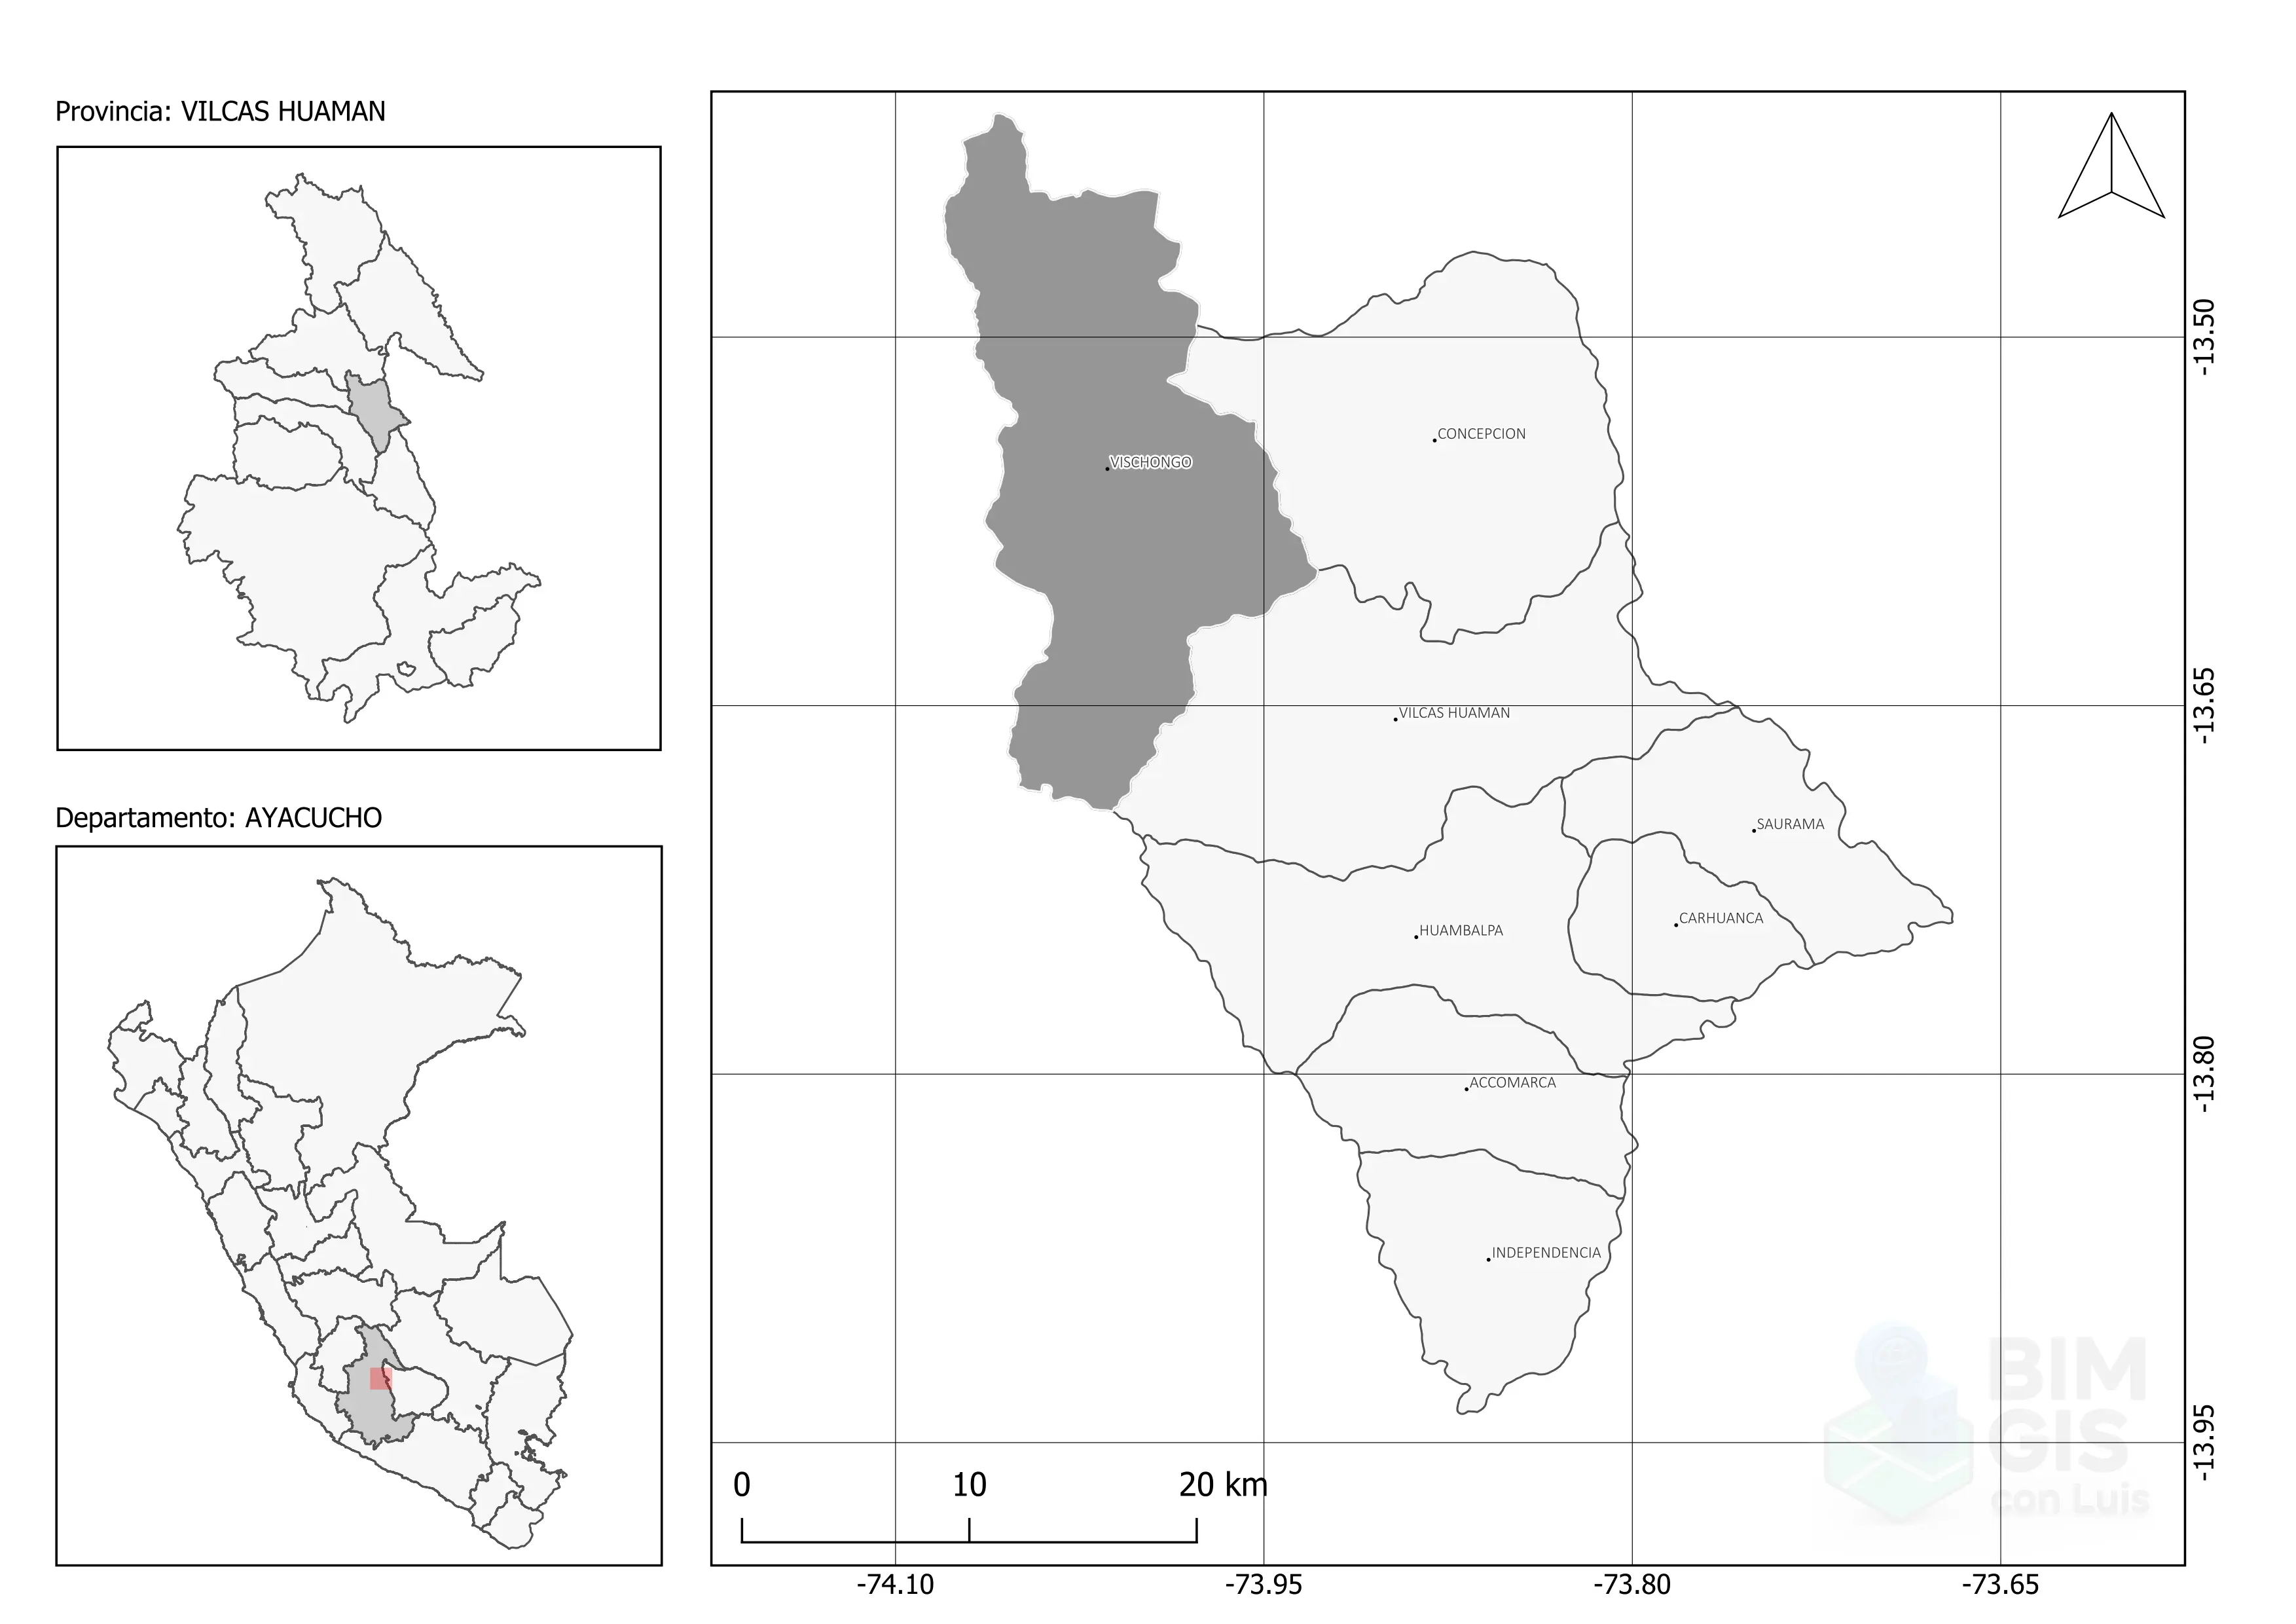 Provincia: VILCAS HUAMAN
Departamento: AYACUCHO
VISCHONGO
CONCEPCION
VILCAS HUAMAN
SAURAMA
CARHUANCA
HUAMBALPA
ACCOMARCA
INDEPENDENCIA
-13.50
-13.65
-13.80
-13.95
0 10 20 km
-74.10 -73.95 -73.80 -73.65
BIM
GIS
con Luis